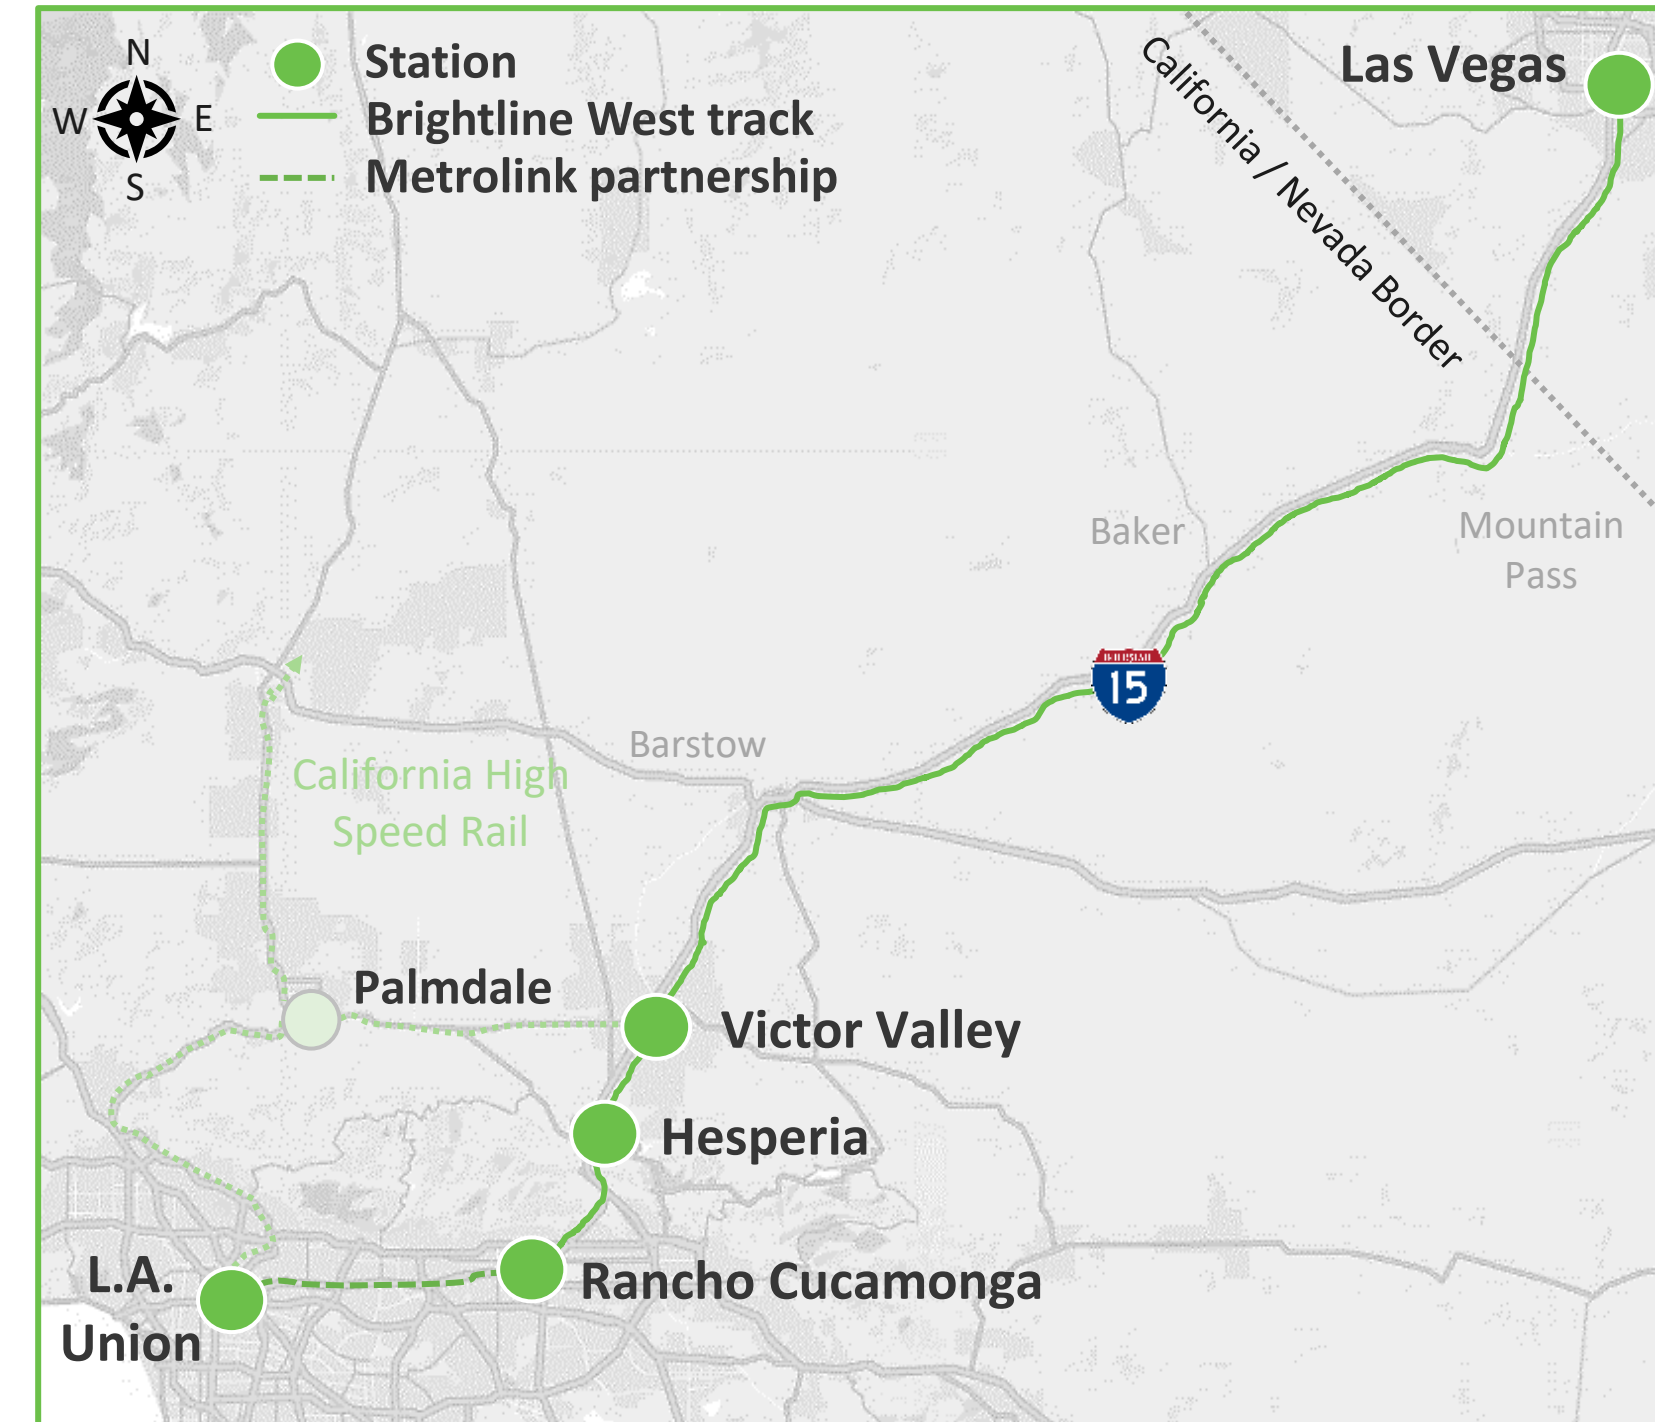 N
W
E
S
Station
Brightline West track
Metrolink partnership
Las Vegas
California / Nevada Border
Baker
Mountain
Pass
15
Barstow
California High
Speed Rail
Palmdale
Victor Valley
Hesperia
L.A.
Union
Rancho Cucamonga